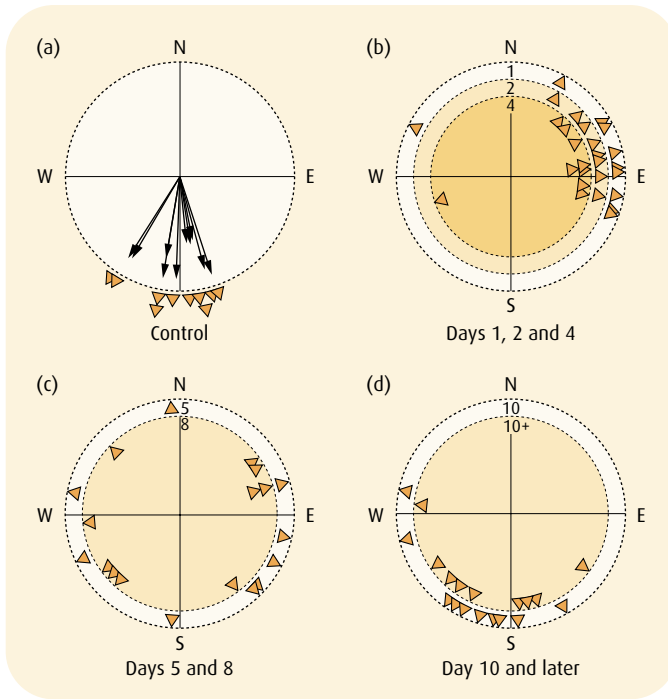 (a)
N
W
E
Control
(b)
N
1
2
4
W
E
S
Days 1, 2 and 4
(c)
N
5
8
W
E
S
Days 5 and 8
(d)
N
10
10+
W
E
S
Day 10 and later